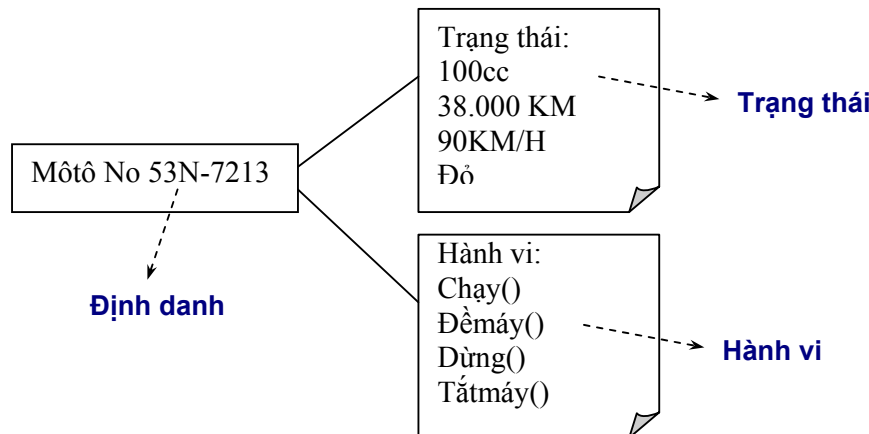 Trạng thái:
100cc
38.000 KM
90KM/H
Đỏ
Trạng thái
Môtô No 53N-7213
Định danh
Hành vi:
Chạy()
Đềmáy()
Dừng()
Tắtmáy()
Hành vi